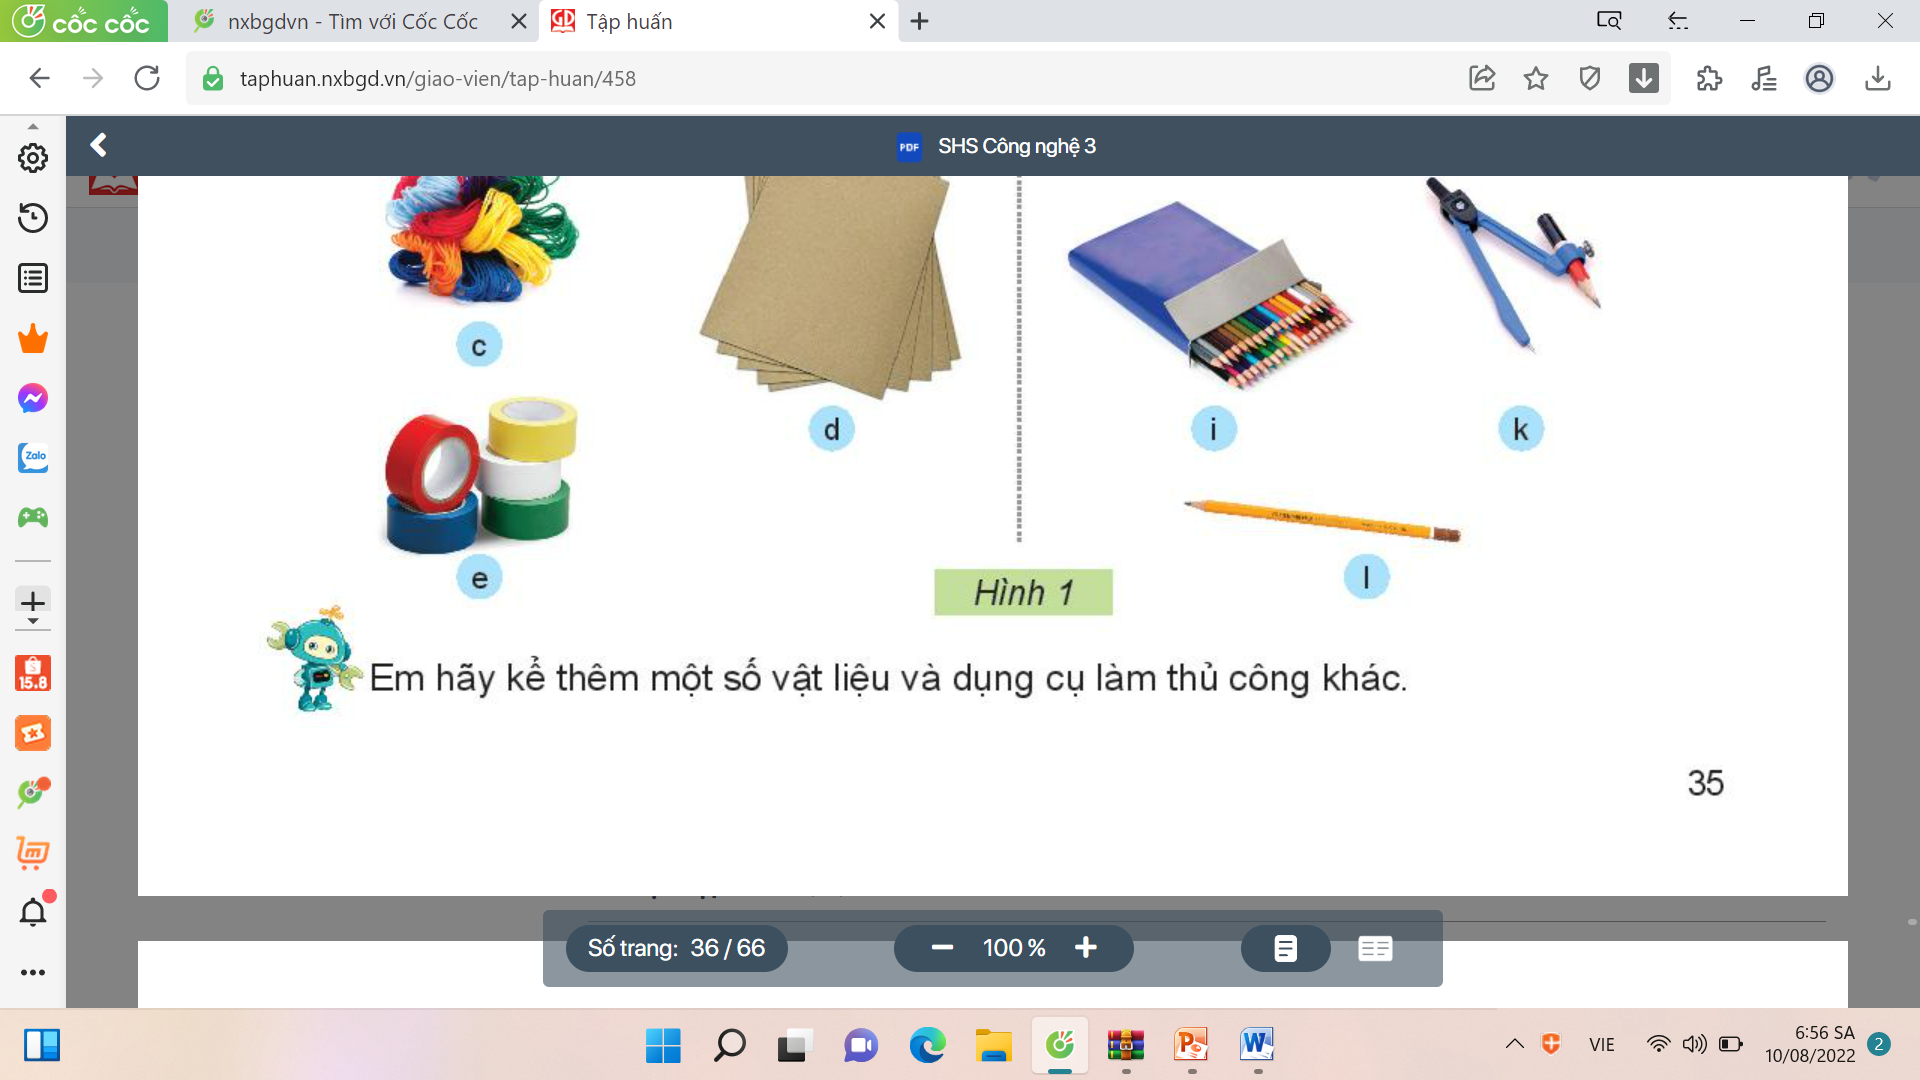 cốc cốc
nxbgdvn - Tìm với Cốc Cốc
GD
Tập huấn
taphuan.nxbgd.vn/giao-vien/tap-huan/458
PDF
SHS Công nghệ 3
c
d
i
k
e
l
Hình 1
Em hãy kể thêm một số vật liệu và dụng cụ làm thủ công khác.
35
Zalo
15.8
Số trang: 36 / 66
100 %
VIE
6:56 SA
10/08/2022
2